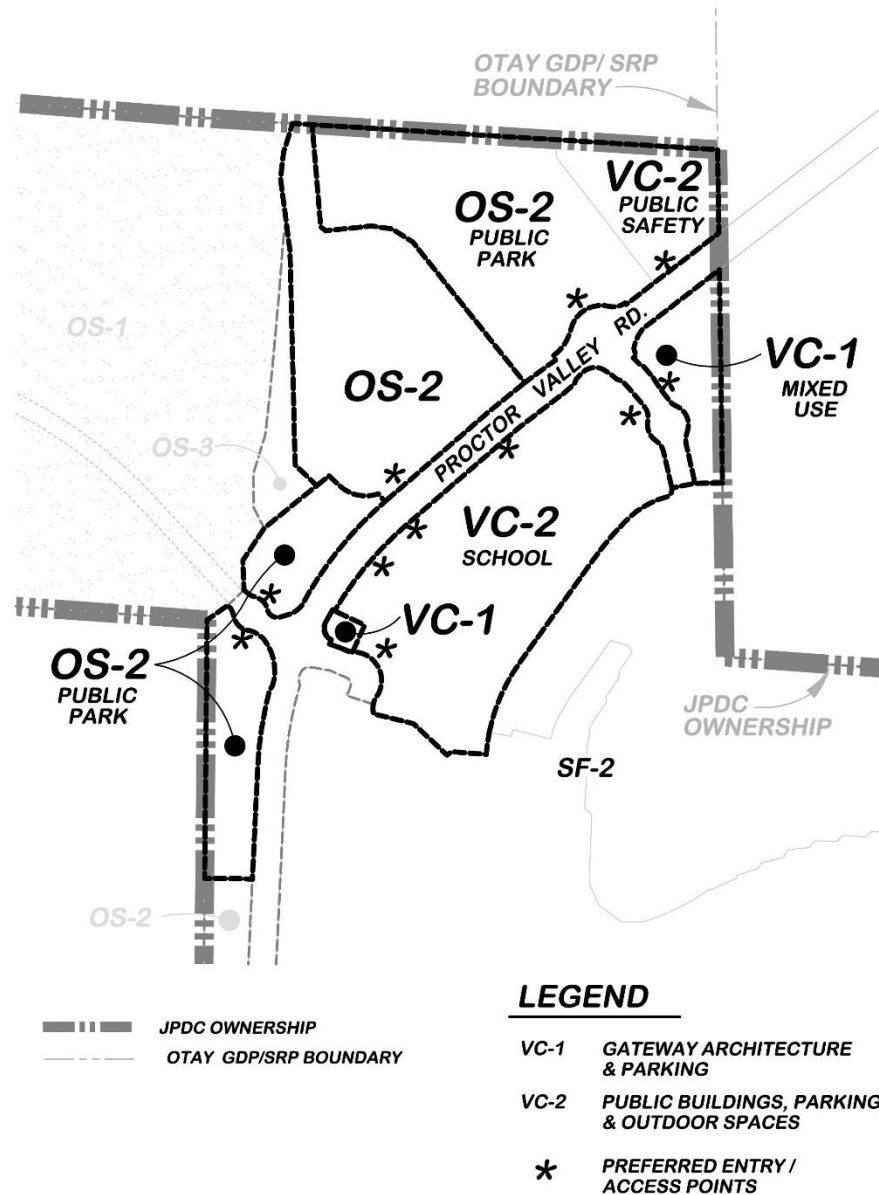 OTAY GDP/ SRP
BOUNDARY
VC-2
PUBLIC
SAFETY
OS-2
PUBLIC
PARK
OS-1
PROCTOR VALLEY RD.
VC-1
MIXED
USE
OS-2
OS-3
VC-2
SCHOOL
VC-1
OS-2
PUBLIC
PARK
JPDC
OWNERSHIP
SF-2
OS-2
LEGEND
JPDC OWNERSHIP
OTAY GDP/SRP BOUNDARY
VC-1 GATEWAY ARCHITECTURE
& PARKING
VC-2 PUBLIC BUILDINGS, PARKING
& OUTDOOR SPACES
* PREFERRED ENTRY /
ACCESS POINTS